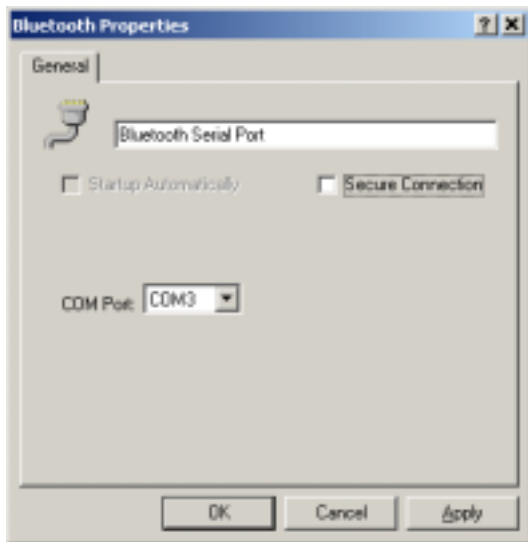 Bluetooth Properties
General
Bluetooth Serial Port
Startup Automatically
Secure Connection
COM Port: COM3
OK Cancel Apply